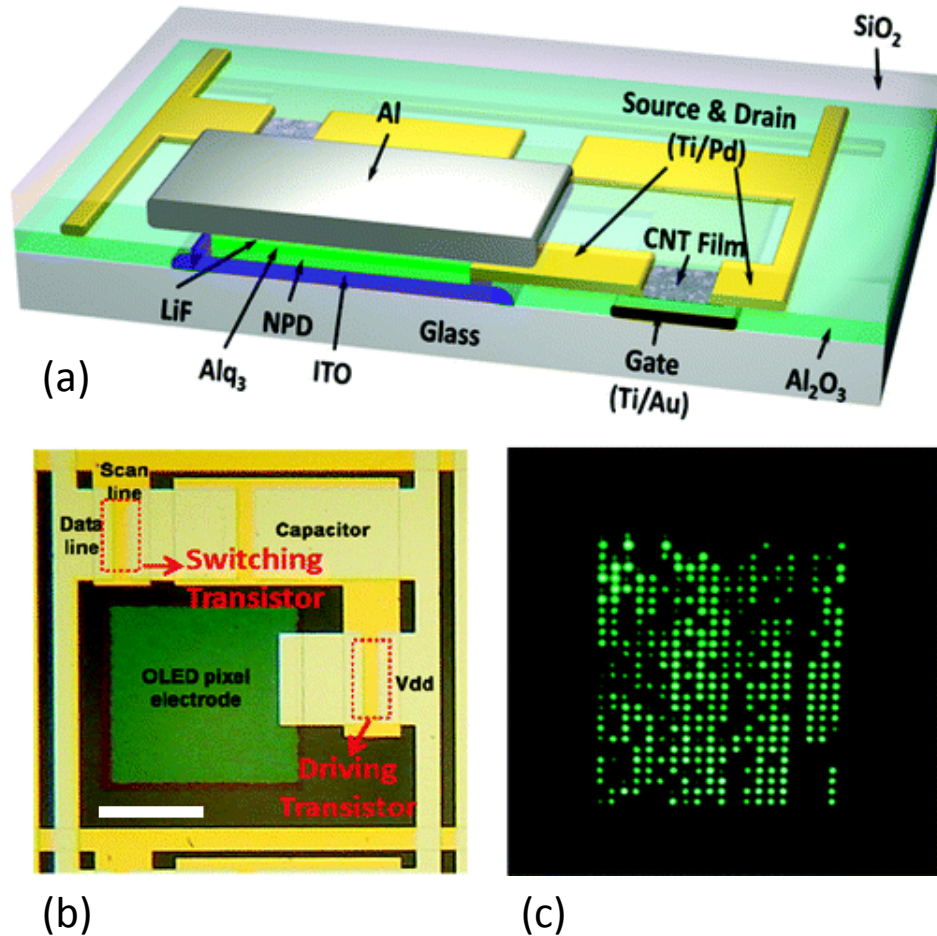 SiO₂
Al
Source & Drain
(Ti/Pd)
CNT Film
LiF
NPD
Glass
Alq₃
ITO
Gate
(Ti/Au)
Al₂O₃
(a)
Scan
line
Data
line
Capacitor
Switching
Transistor
OLED pixel
electrode
Vdd
Driving
Transistor
(b)
(c)